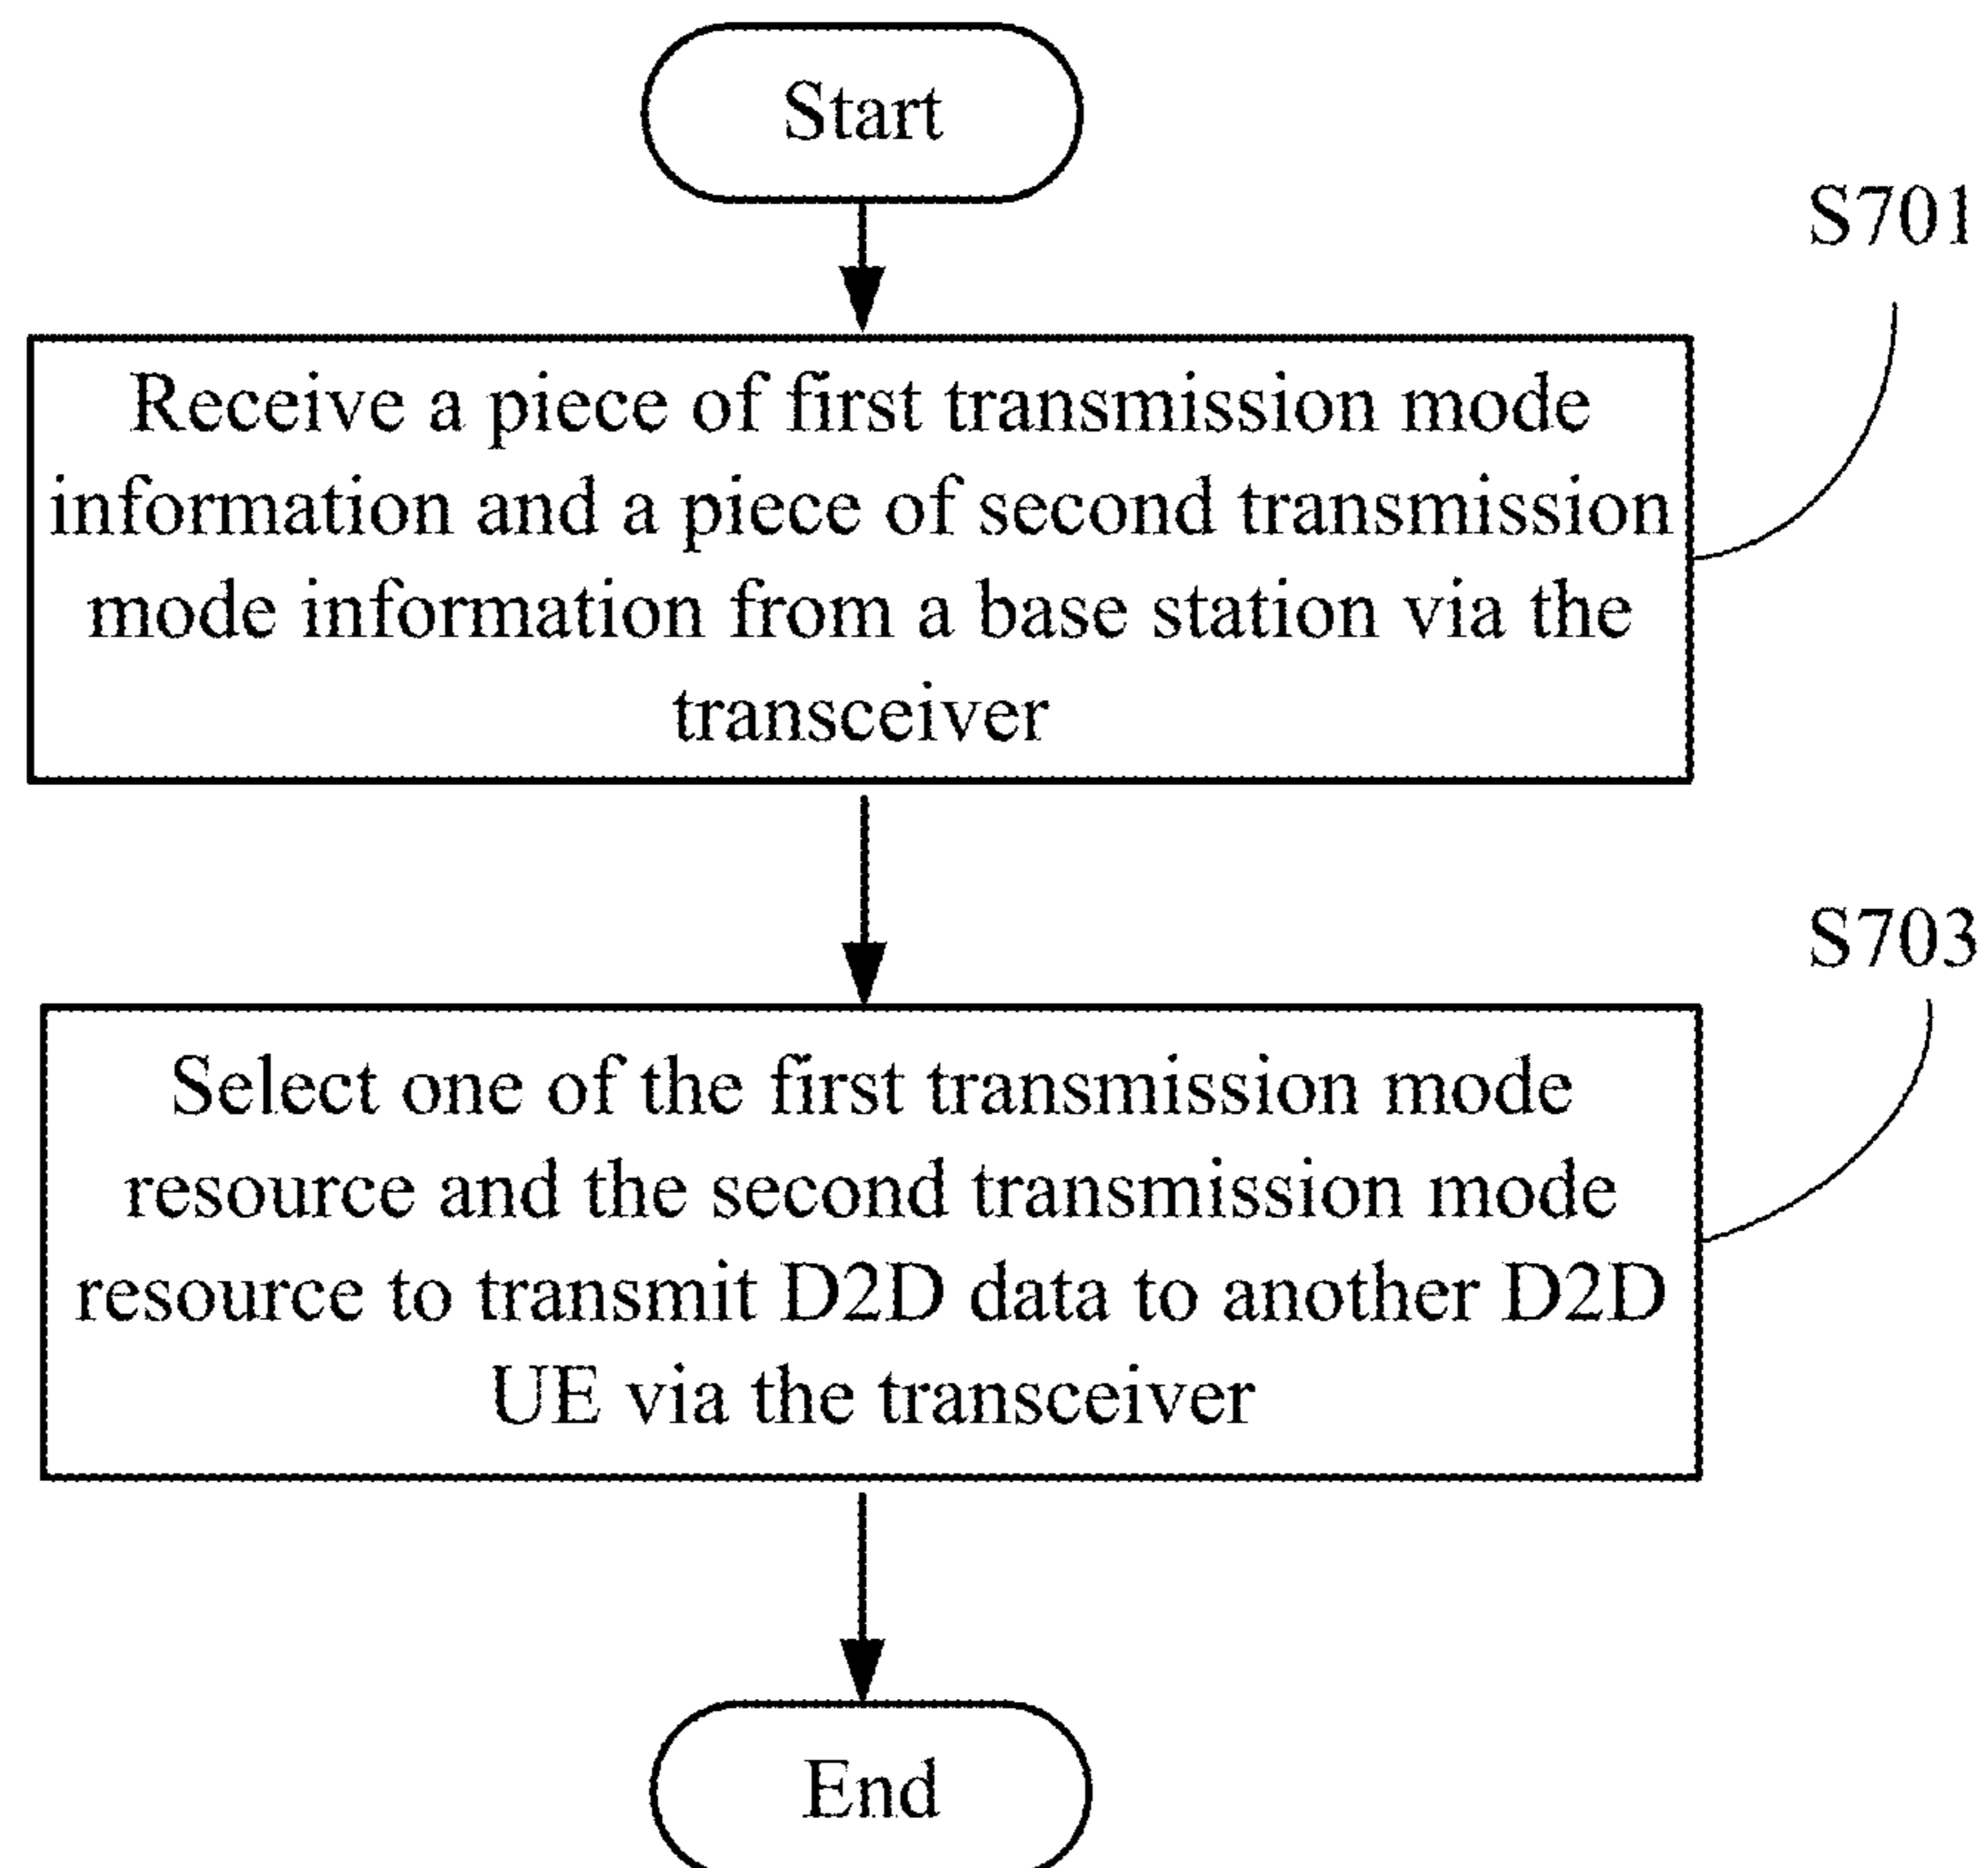 Start
S701
Receive a piece of first transmission mode
information and a piece of second transmission
mode information from a base station via the
transceiver
S703
Select one of the first transmission mode
resource and the second transmission mode
resource to transmit D2D data to another D2D
UE via the transceiver
End